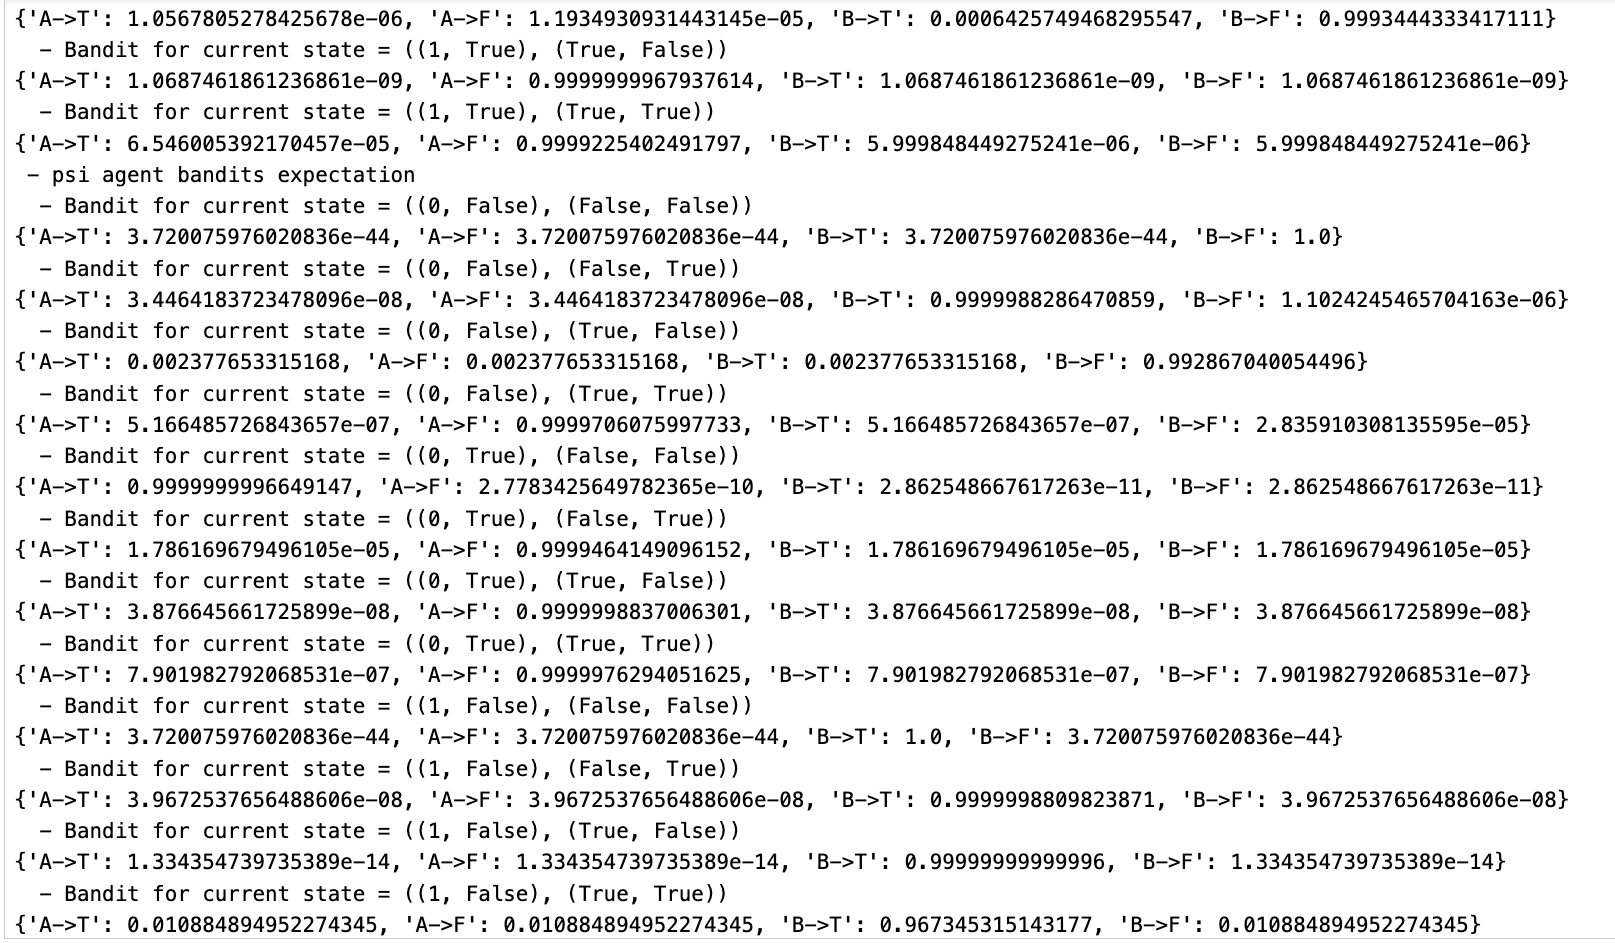 {'A->T': 1.0567805278425678e-06, 'A->F': 1.1934930931443145e-05, 'B->T': 0.0006425749468295547, 'B->F': 0.9993444333417111}
− Bandit for current state = ((1, True), (True, False))
{'A->T': 1.0687461861236861e-09, 'A->F': 0.9999999967937614, 'B->T': 1.0687461861236861e-09, 'B->F': 1.0687461861236861e-09}
− Bandit for current state = ((1, True), (True, True))
{'A->T': 6.546005392170457e-05, 'A->F': 0.9999225402491797, 'B->T': 5.999848449275241e-06, 'B->F': 5.999848449275241e-06}
− psi agent bandits expectation
− Bandit for current state = ((0, False), (False, False))
{'A->T': 3.720075976020836e-44, 'A->F': 3.720075976020836e-44, 'B->T': 3.720075976020836e-44, 'B->F': 1.0}
− Bandit for current state = ((0, False), (False, True))
{'A->T': 3.4464183723478096e-08, 'A->F': 3.4464183723478096e-08, 'B->T': 0.9999988286470859, 'B->F': 1.1024245465704163e-06}
− Bandit for current state = ((0, False), (True, False))
{'A->T': 0.002377653315168, 'A->F': 0.002377653315168, 'B->T': 0.002377653315168, 'B->F': 0.992867040054496}
− Bandit for current state = ((0, False), (True, True))
{'A->T': 5.166485726843657e-07, 'A->F': 0.9999706075997733, 'B->T': 5.166485726843657e-07, 'B->F': 2.835910308135595e-05}
− Bandit for current state = ((0, True), (False, False))
{'A->T': 0.9999999996649147, 'A->F': 2.7783425649782365e-10, 'B->T': 2.862548667617263e-11, 'B->F': 2.862548667617263e-11}
− Bandit for current state = ((0, True), (False, True))
{'A->T': 1.786169679496105e-05, 'A->F': 0.9999464149096152, 'B->T': 1.786169679496105e-05, 'B->F': 1.786169679496105e-05}
− Bandit for current state = ((0, True), (True, False))
{'A->T': 3.876645661725899e-08, 'A->F': 0.9999998837006301, 'B->T': 3.876645661725899e-08, 'B->F': 3.876645661725899e-08}
− Bandit for current state = ((0, True), (True, True))
{'A->T': 7.901982792068531e-07, 'A->F': 0.9999976294051625, 'B->T': 7.901982792068531e-07, 'B->F': 7.901982792068531e-07}
− Bandit for current state = ((1, False), (False, False))
{'A->T': 3.720075976020836e-44, 'A->F': 3.720075976020836e-44, 'B->T': 1.0, 'B->F': 3.720075976020836e-44}
− Bandit for current state = ((1, False), (False, True))
{'A->T': 3.9672537656488606e-08, 'A->F': 3.9672537656488606e-08, 'B->T': 0.9999998809823871, 'B->F': 3.9672537656488606e-08}
− Bandit for current state = ((1, False), (True, False))
{'A->T': 1.334354739735389e-14, 'A->F': 1.334354739735389e-14, 'B->T': 0.99999999999996, 'B->F': 1.334354739735389e-14}
− Bandit for current state = ((1, False), (True, True))
{'A->T': 0.010884894952274345, 'A->F': 0.010884894952274345, 'B->T': 0.967345315143177, 'B->F': 0.010884894952274345}